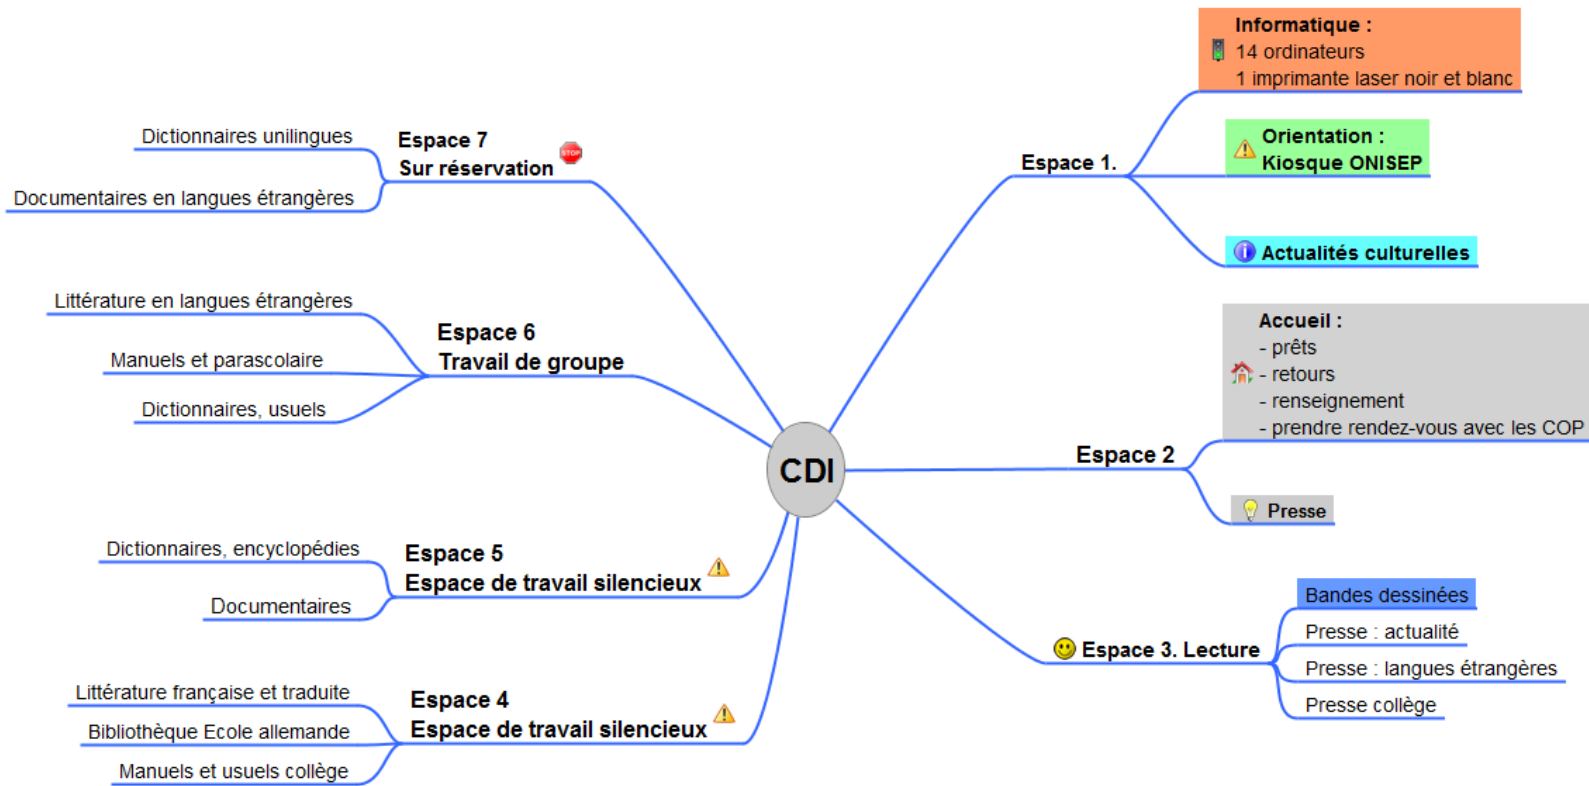 CDI
Espace 1.
Informatique :
14 ordinateurs
1 imprimante laser noir et blanc
Orientation :
Kiosque ONISEP
Actualités culturelles
Espace 2
Accueil :
- prêts
- retours
- renseignement
- prendre rendez-vous avec les COP
Presse
Espace 3. Lecture
Bandes dessinées
Presse : actualité
Presse : langues étrangères
Presse collège
Espace 4
Espace de travail silencieux
Littérature française et traduite
Bibliothèque Ecole allemande
Manuels et usuels collège
Espace 5
Espace de travail silencieux
Dictionnaires, encyclopédies
Documentaires
Espace 6
Travail de groupe
Littérature en langues étrangères
Manuels et parascolaire
Dictionnaires, usuels
Espace 7
Sur réservation
STOP
Dictionnaires unilingues
Documentaires en langues étrangères